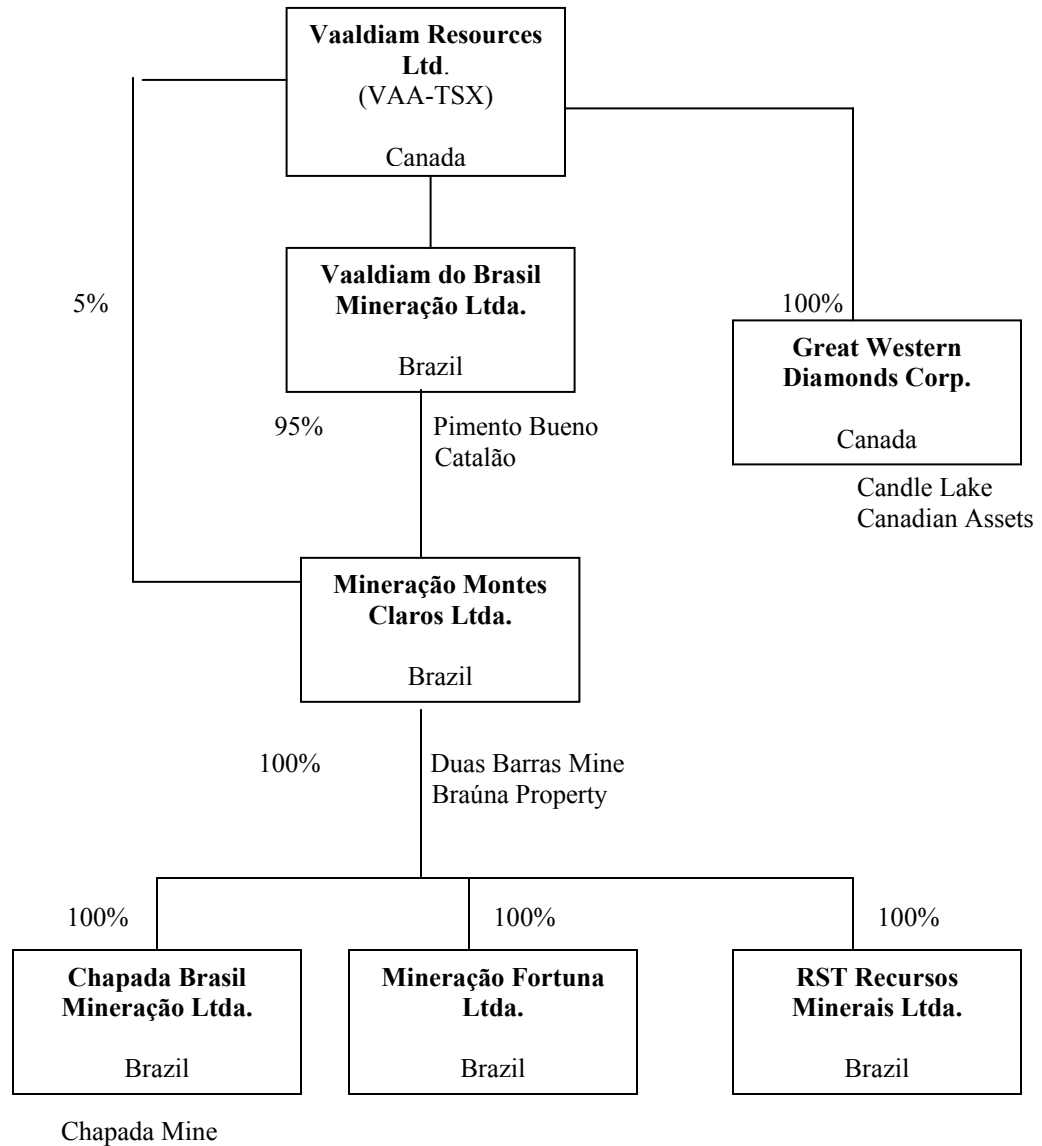 Vaaldiam Resources
Ltd.
(VAA-TSX)
Canada
Vaaldiam do Brasil
Mineração Ltda.
Brazil
5%
100%
Great Western
Diamonds Corp.
Canada
95%
Pimento Bueno
Catalão
Candle Lake
Canadian Assets
Mineração Montes
Claros Ltda.
Brazil
100%
Duas Barras Mine
Braúna Property
100%
100%
100%
Chapada Brasil
Mineração Ltda.
Brazil
Mineração Fortuna
Ltda.
Brazil
RST Recursos
Minerais Ltda.
Brazil
Chapada Mine